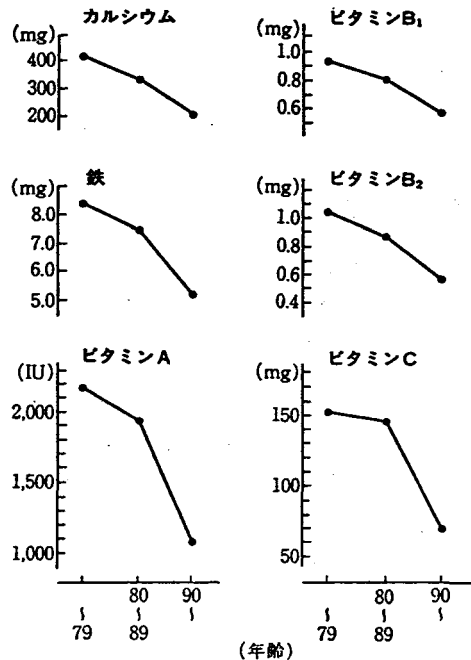 カルシウム
(mg)
400
300
200
ビタミンB₁
(mg)
1.0
0.8
0.6
鉄
(mg)
8.0
7.0
6.0
5.0
ビタミンB₂
(mg)
1.0
0.8
0.6
0.4
ビタミンA
(IU)
2,000
1,500
1,000
ビタミンC
(mg)
150
100
50
〜79
80〜89
90〜
〜79
80〜89
90〜
(年齢)